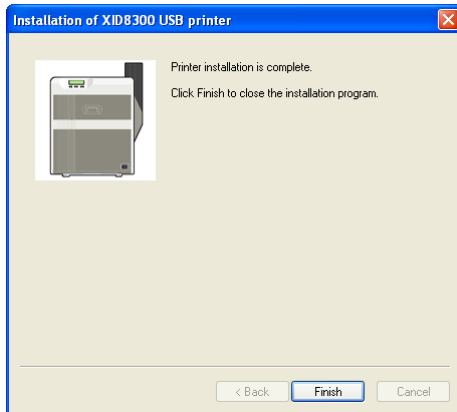 Installation of XID8300 USB printer
Printer installation is complete.
Click Finish to close the installation program.
< Back
Finish
Cancel